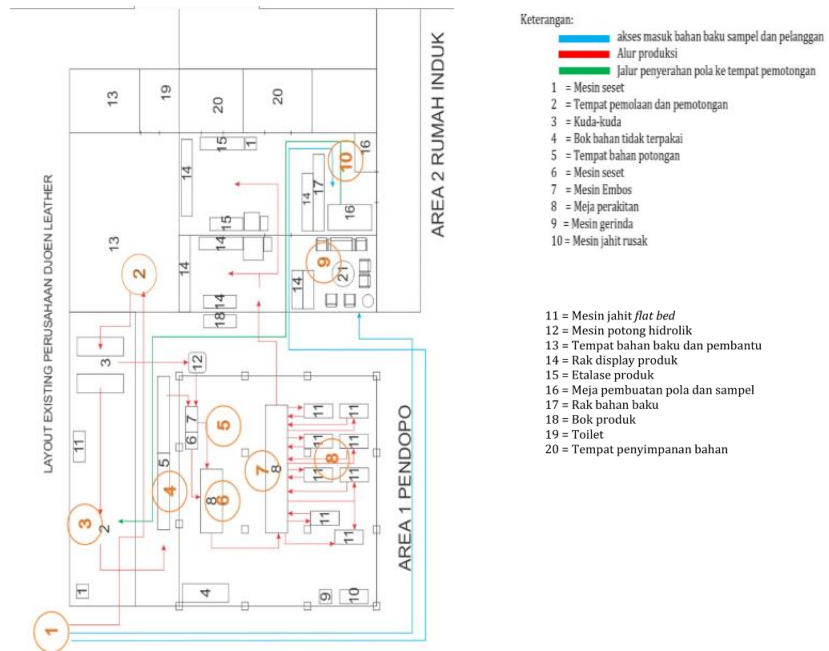 LAYOUT EXISTING PERUSAHAAN DJOEN LEATHER
AREA 2 RUMAH INDUK
AREA 1 PENDOPO
13
19
20
20
15
1
16
10
14
17
14
16
15
13
14
9
2
14
21
14
14
18
3
12
11
7
5
6
11
11
11
11
8
5
7
8
4
8
6
11
11
3
2
11
11
1
4
9
10
1
Keterangan:
akses masuk bahan baku sampel dan pelanggan
Alur produksi
Jalur penyerahan pola ke tempat pemotongan
1 = Mesin seset
2 = Tempat pemolaan dan pemotongan
3 = Kuda-kuda
4 = Bok bahan tidak terpakai
5 = Tempat bahan potongan
6 = Mesin seset
7 = Mesin Embos
8 = Meja perakitan
9 = Mesin gerinda
10 = Mesin jahit rusak
11 = Mesin jahit flat bed
12 = Mesin potong hidrolik
13 = Tempat bahan baku dan pembantu
14 = Rak display produk
15 = Etalase produk
16 = Meja pembuatan pola dan sampel
17 = Rak bahan baku
18 = Bok produk
19 = Toilet
20 = Tempat penyimpanan bahan